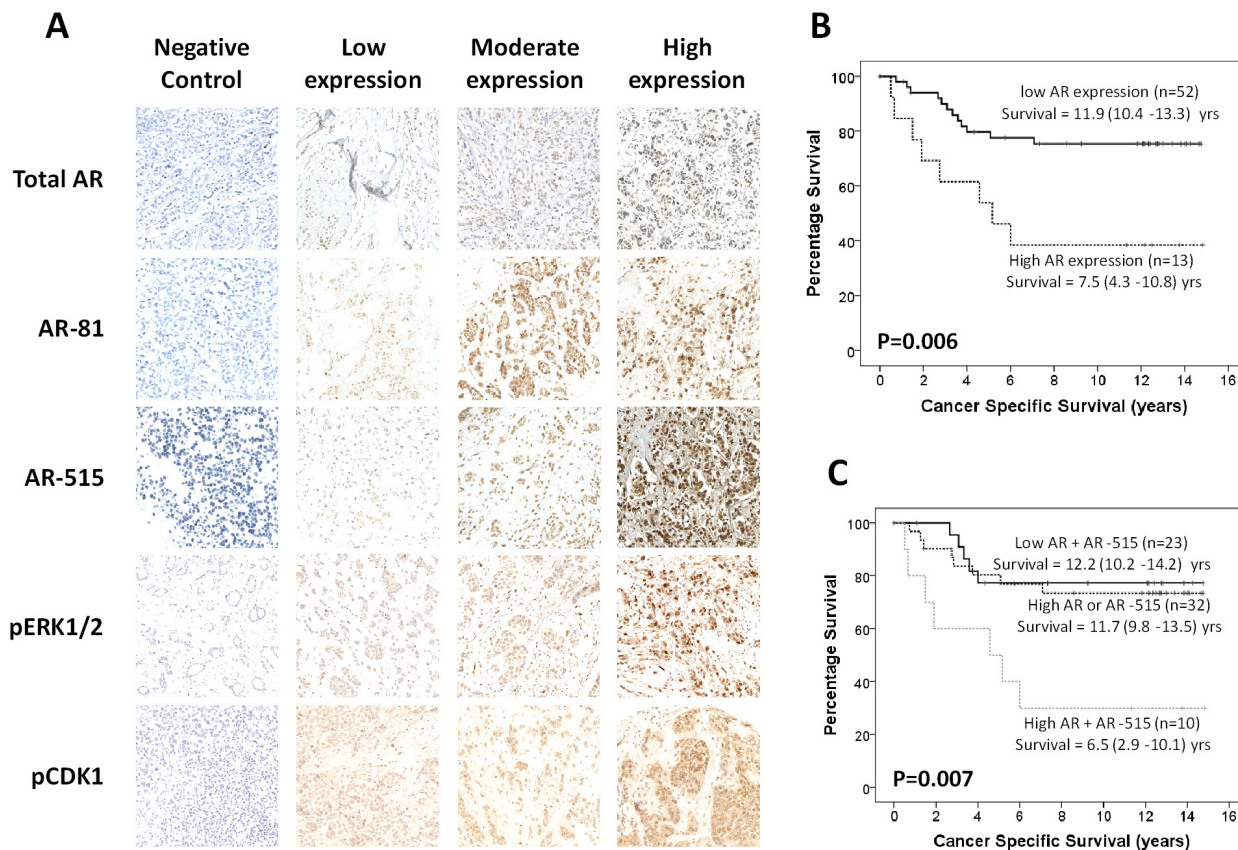 A
Negative
Control
Low
expression
Moderate
expression
High
expression
Total AR
AR-81
AR-515
pERK1/2
pCDK1
B
Percentage Survival
100
80
60
40
20
0
low AR expression (n=52)
Survival = 11.9 (10.4 -13.3) yrs
High AR expression (n=13)
Survival = 7.5 (4.3 -10.8) yrs
P=0.006
0 2 4 6 8 10 12 14 16
Cancer Specific Survival (years)
C
Percentage Survival
100
80
60
40
20
0
Low AR + AR -515 (n=23)
Survival = 12.2 (10.2 -14.2) yrs
High AR or AR -515 (n=32)
Survival = 11.7 (9.8 -13.5) yrs
High AR + AR -515 (n=10)
Survival = 6.5 (2.9 -10.1) yrs
P=0.007
0 2 4 6 8 10 12 14 16
Cancer Specific Survival (years)